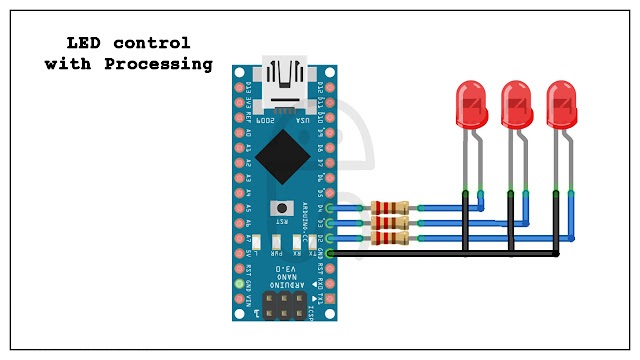 LED control
with Processing
USA
2009
D13
3V3
REF
A0
A1
A2
A3
A4
A5
A6
A7
5V
RST
GND
VIN
D12
D11
D10
D9
D8
D7
D6
D5
D4
D3
D2
GND
RST
RX0
TX1
RST
ARDUINO.CC
L
PWR
RX
TX
ARDUINO
NANO
V3.0
ICSP
1